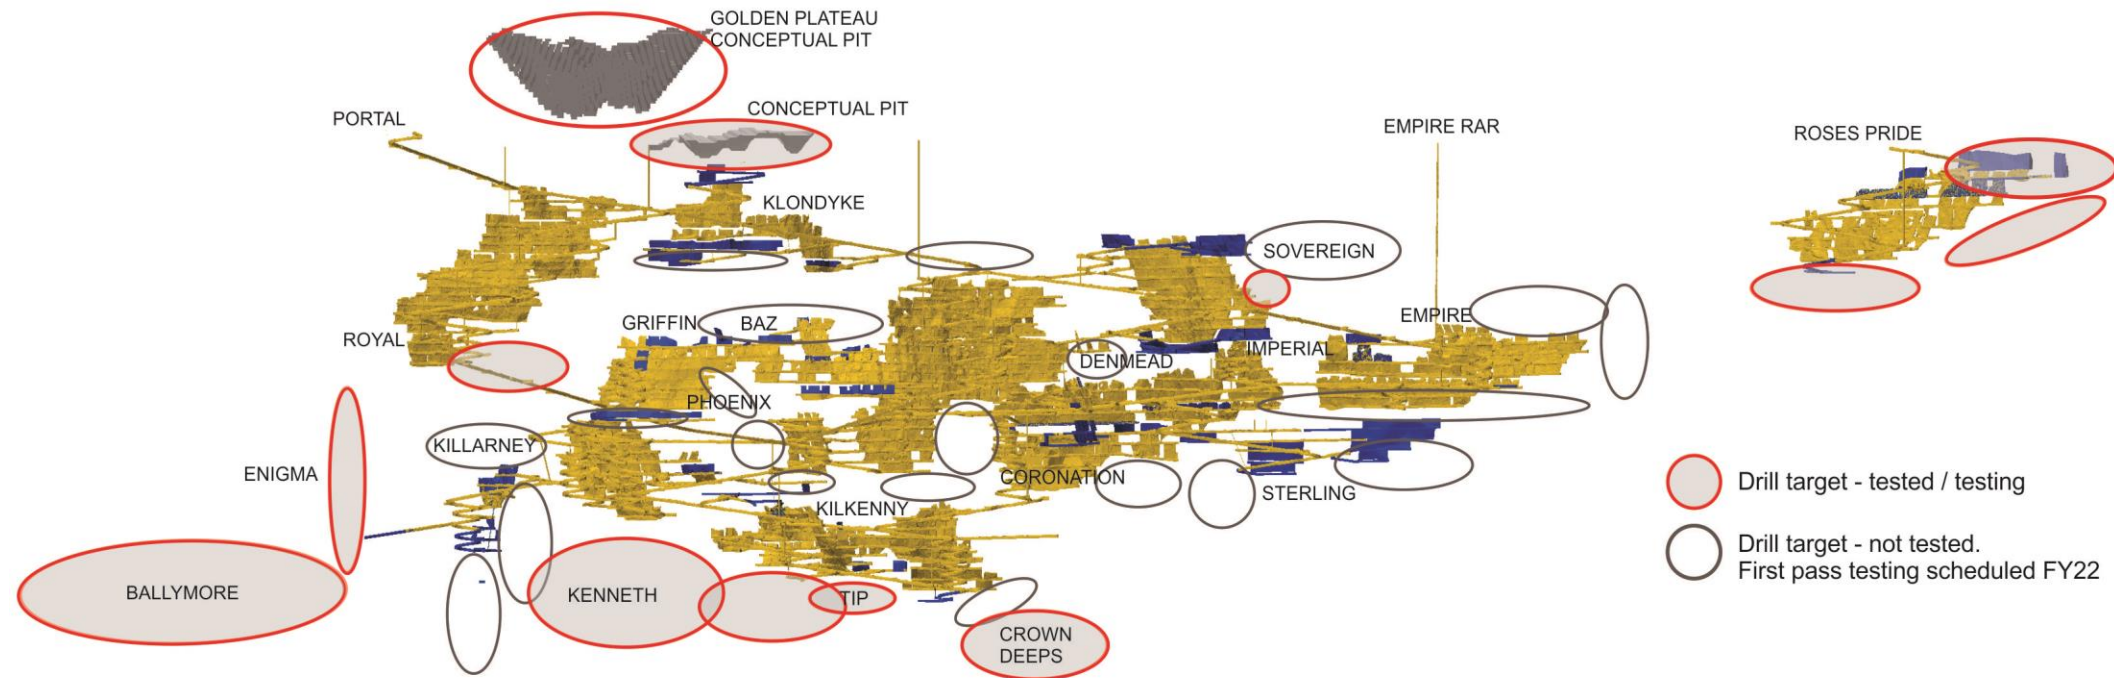 GOLDEN PLATEAU
CONCEPTUAL PIT
CONCEPTUAL PIT
PORTAL
EMPIRE RAR
ROSES PRIDE
KLONDYKE
SOVEREIGN
GRIFFIN
BAZ
EMPIRE
ROYAL
DENMEAD
IMPERIAL
PHOENIX
KILLARNEY
ENIGMA
CORONATION
STERLING
KILKENNY
Drill target - tested / testing
Drill target - not tested.
First pass testing scheduled FY22
BALLYMORE
KENNETH
TIP
CROWN
DEEPS